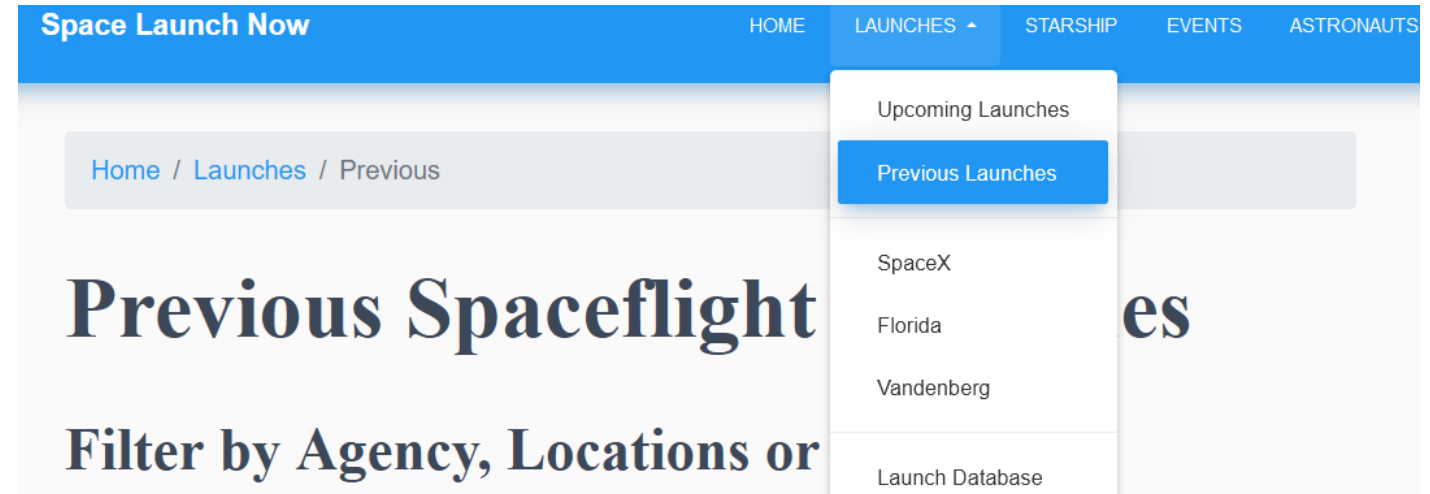 Space Launch Now HOME LAUNCHES STARSHIP EVENTS ASTRONAUTS
Upcoming Launches
Home / Launches / Previous
Previous Launches
SpaceX
Previous Spaceflight es
Florida
Vandenberg
Filter by Agency, Locations or
Launch Database